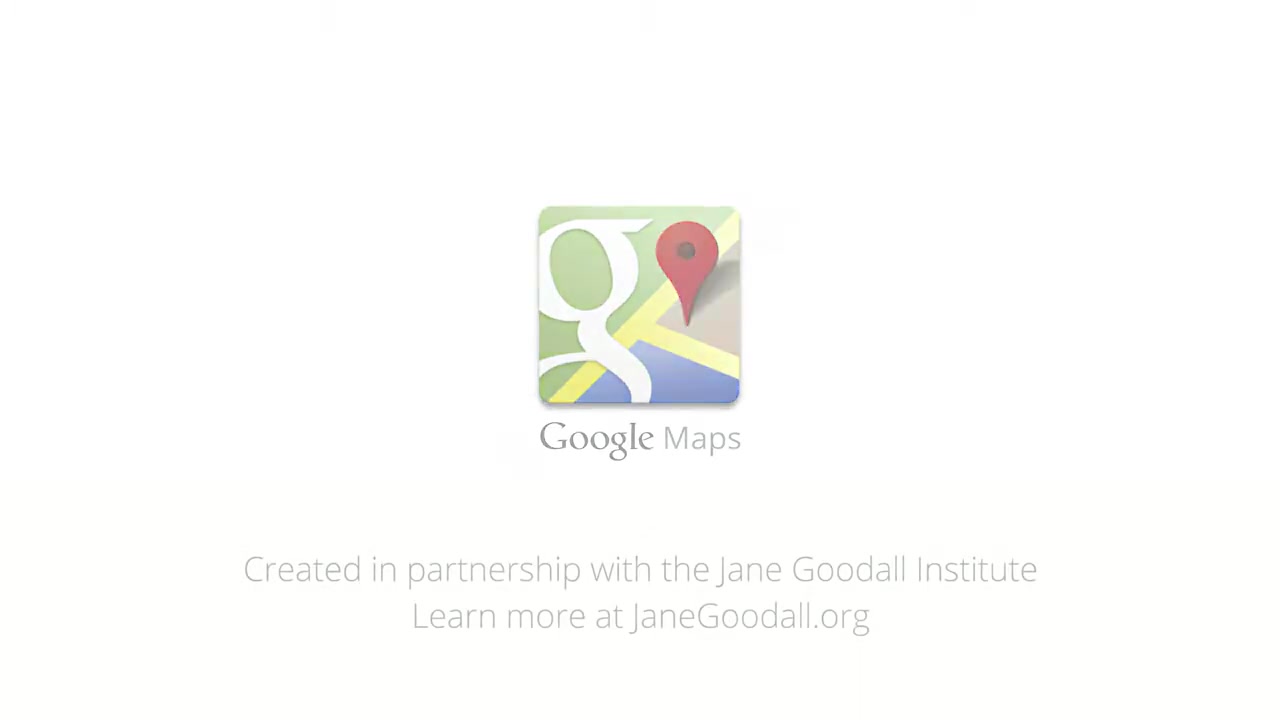 g
Google Maps
Created in partnership with the Jane Goodall Institute
Learn more at JaneGoodall.org